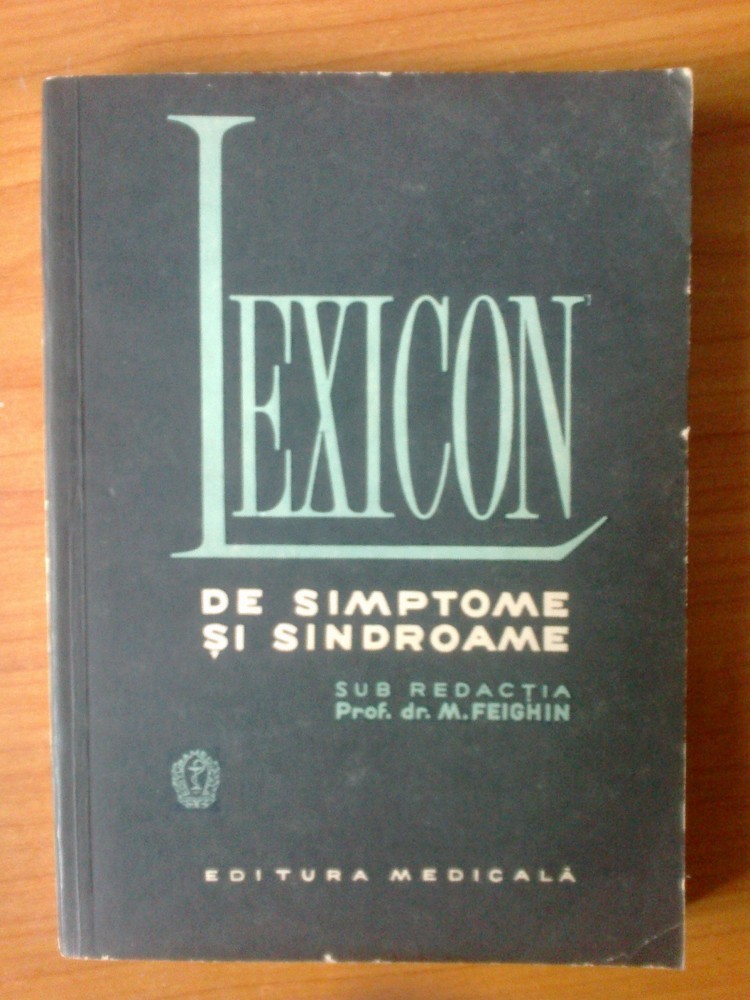 LEXICON
DE SIMPTOME
ȘI SINDROAME
SUB REDACȚIA
Prof. dr. M. FEIGHIN
EDITURA MEDICALĂ